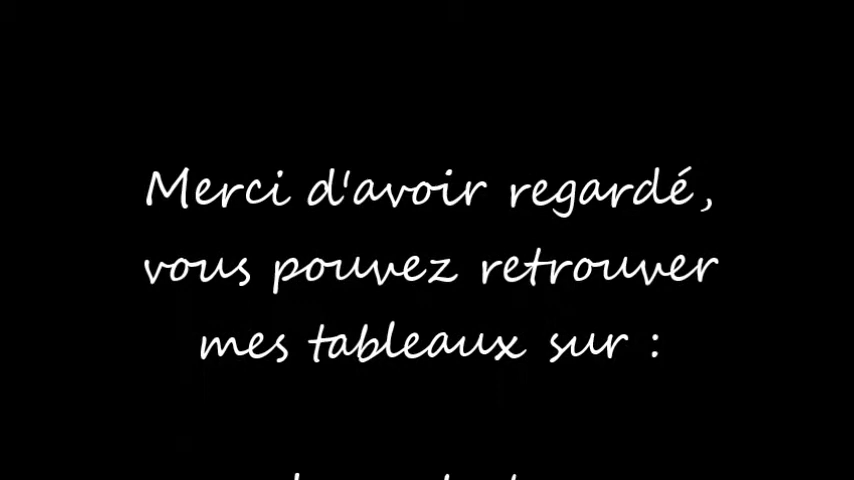 Merci d'avoir regardé,
vous pouvez retrouver
mes tableaux sur :